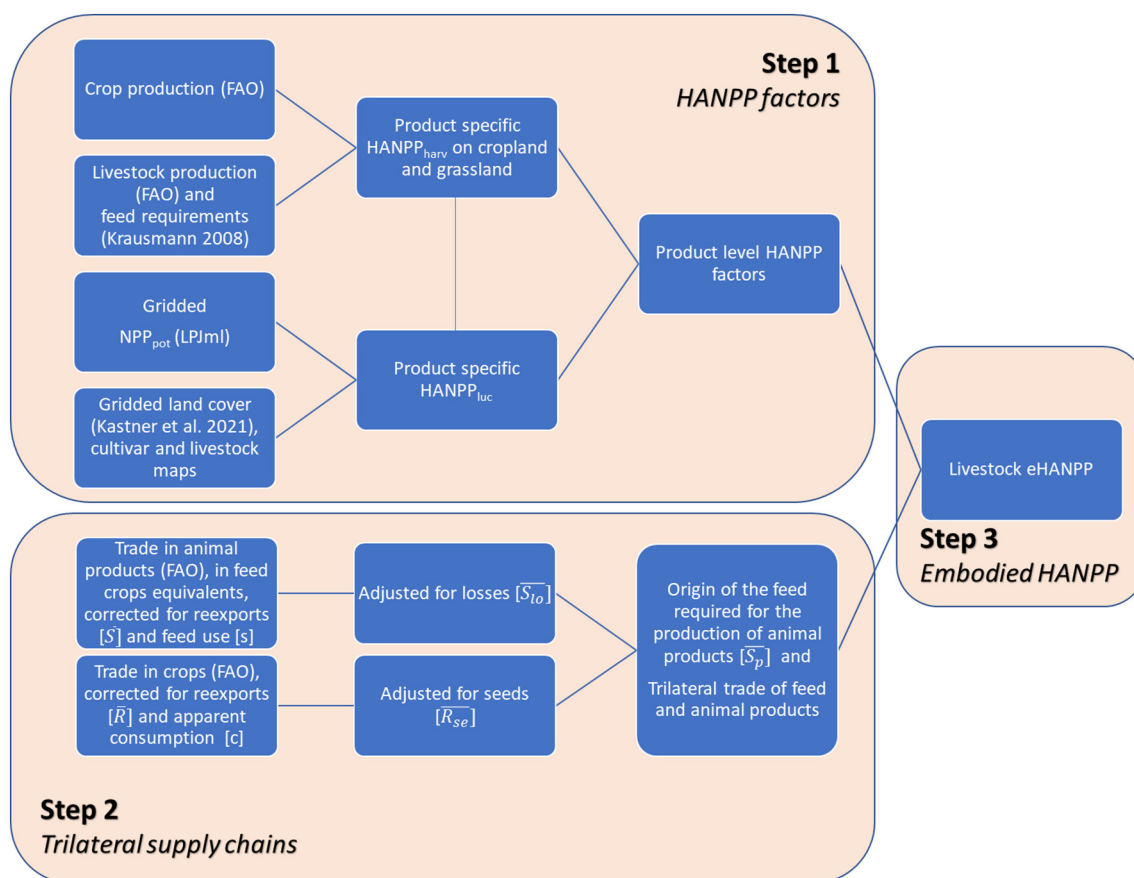 Step 1
HANPP factors
Crop production (FAO)
Livestock production
(FAO) and
feed requirements
(Krausmann 2008)
Gridded
NPPpot (LPJml)
Gridded land cover
(Kastner et al. 2021),
cultivar and livestock
maps
Product specific
HANPPharv on cropland
and grassland
Product specific
HANPPluc
Product level HANPP
factors
Trade in animal
products (FAO), in feed
crops equivalents,
corrected for reexports
[Ṡ] and feed use [s]
Trade in crops (FAO),
corrected for reexports
[R̅] and apparent
consumption [c]
Adjusted for losses [S̅l̅o̅]
Adjusted for seeds
[R̅s̅e̅]
Origin of the feed
required for the
production of animal
products [S̅p̅] and
Trilateral trade of feed
and animal products
Step 2
Trilateral supply chains
Livestock eHANPP
Step 3
Embodied HANPP